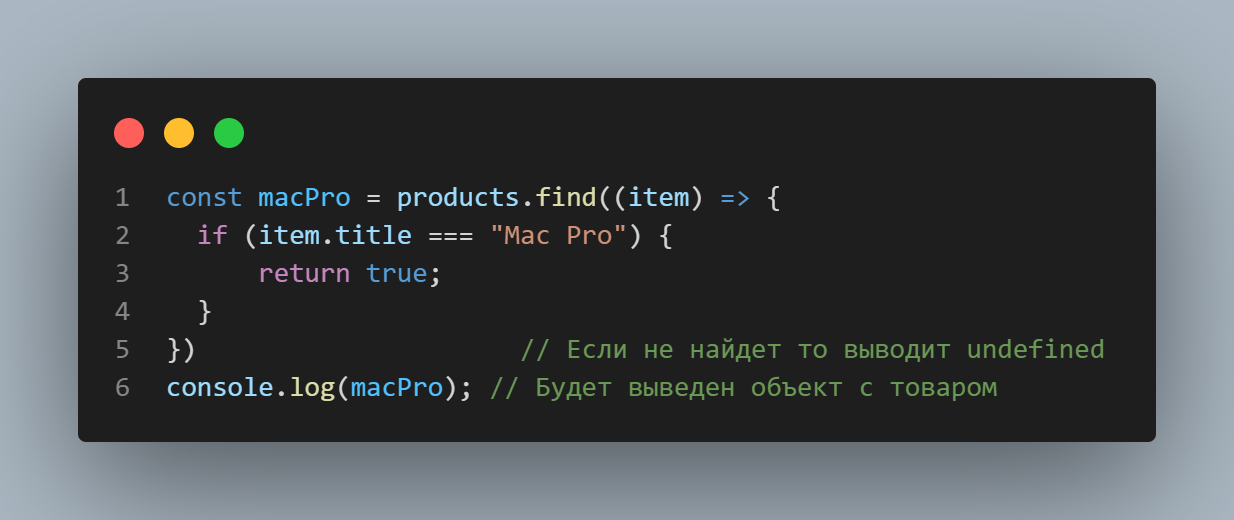 1 const macPro = products.find((item) => {
2   if (item.title === "Mac Pro") {
3       return true;
4   }
5 })                     // Если не найдет то выводит undefined
6 console.log(macPro); // Будет выведен объект с товаром